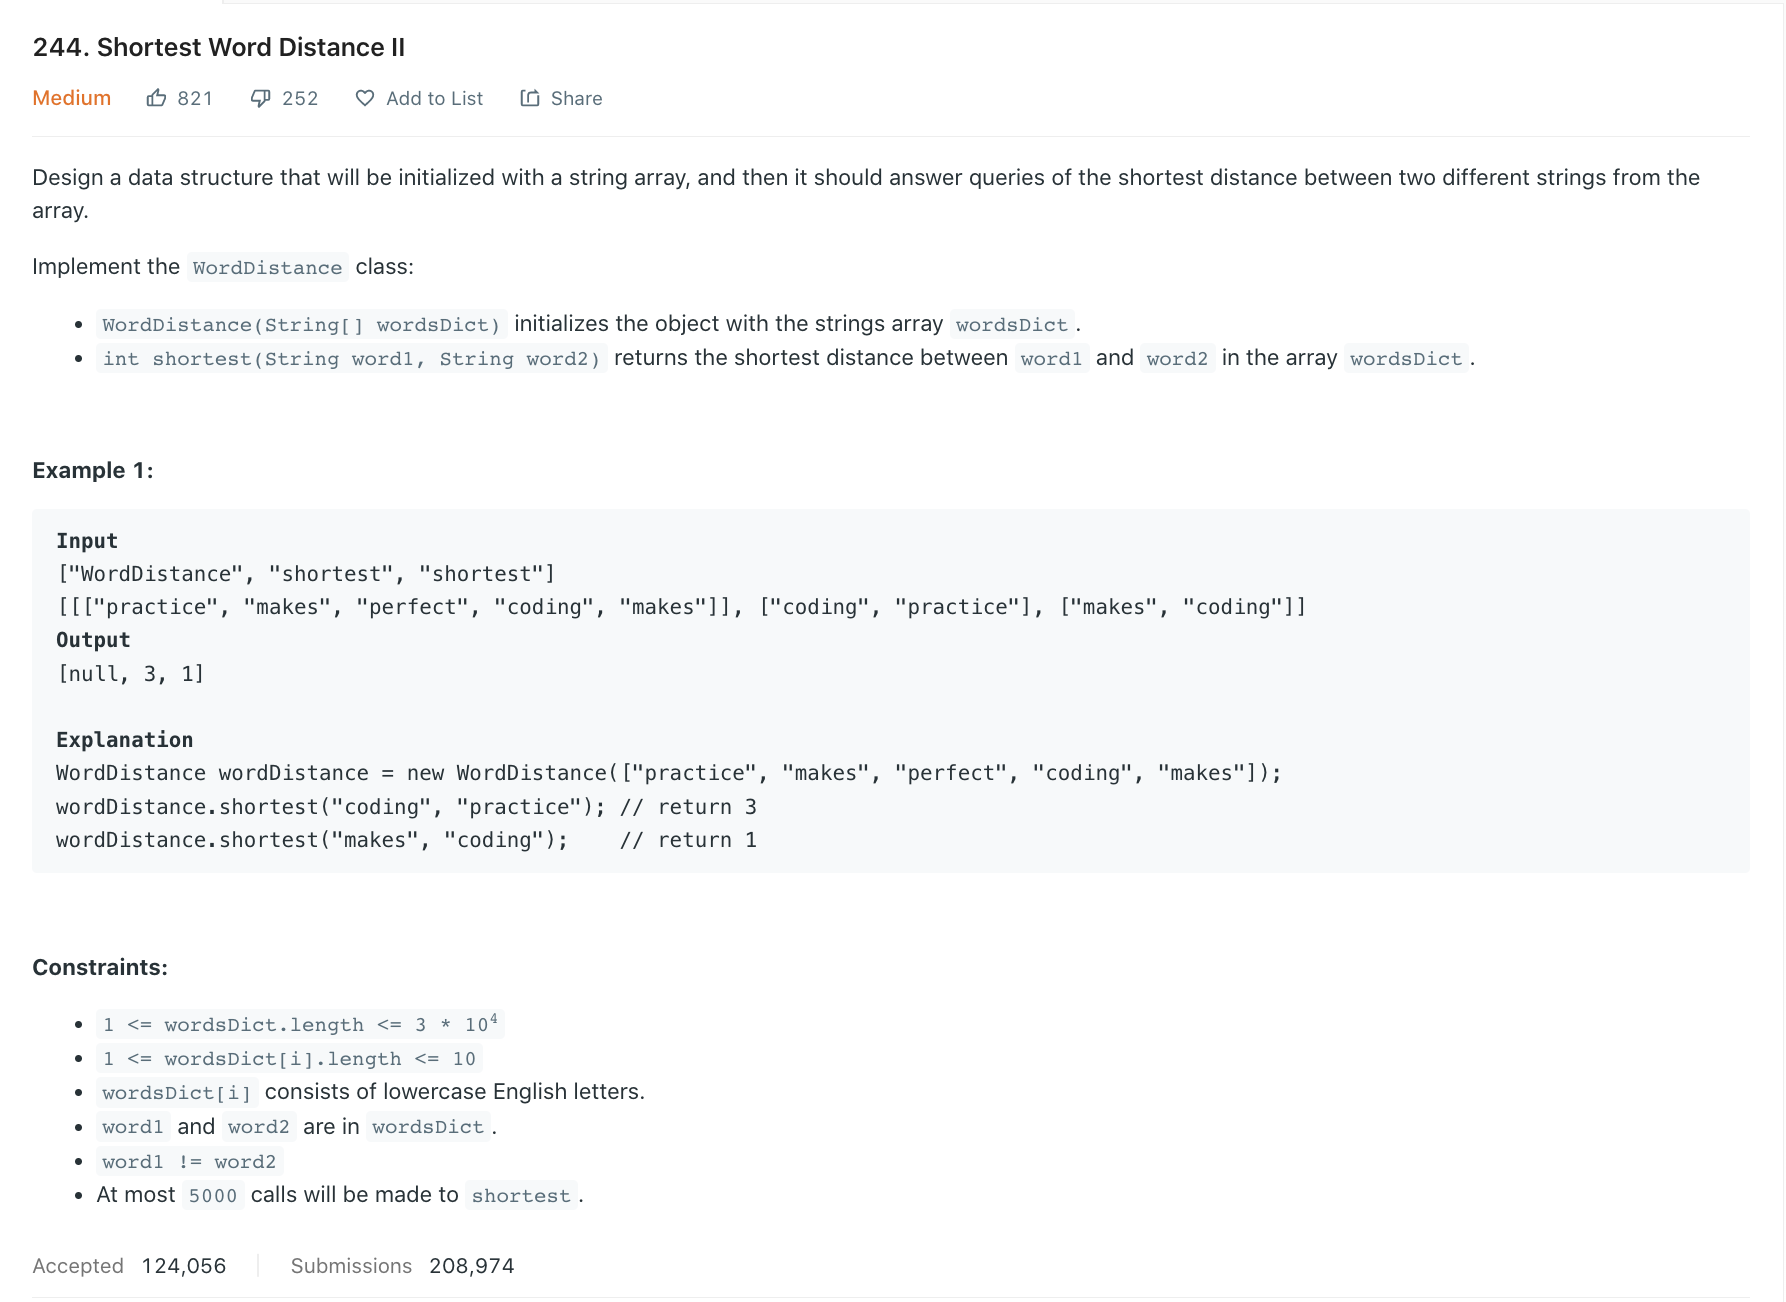 244. Shortest Word Distance II
Medium 821 252 Add to List Share
Design a data structure that will be initialized with a string array, and then it should answer queries of the shortest distance between two different strings from the
array.
Implement the WordDistance class:
• WordDistance(String[] wordsDict) initializes the object with the strings array wordsDict.
• int shortest(String word1, String word2) returns the shortest distance between word1 and word2 in the array wordsDict.
Example 1:
Input
["WordDistance", "shortest", "shortest"]
[[["practice", "makes", "perfect", "coding", "makes"]], ["coding", "practice"], ["makes", "coding"]]
Output
[null, 3, 1]
Explanation
WordDistance wordDistance = new WordDistance(["practice", "makes", "perfect", "coding", "makes"]);
wordDistance.shortest("coding", "practice"); // return 3
wordDistance.shortest("makes", "coding");    // return 1
Constraints:
• 1 <= wordsDict.length <= 3 * 10⁴
• 1 <= wordsDict[i].length <= 10
• wordsDict[i] consists of lowercase English letters.
• word1 and word2 are in wordsDict.
• word1 != word2
• At most 5000 calls will be made to shortest.
Accepted 124,056 Submissions 208,974